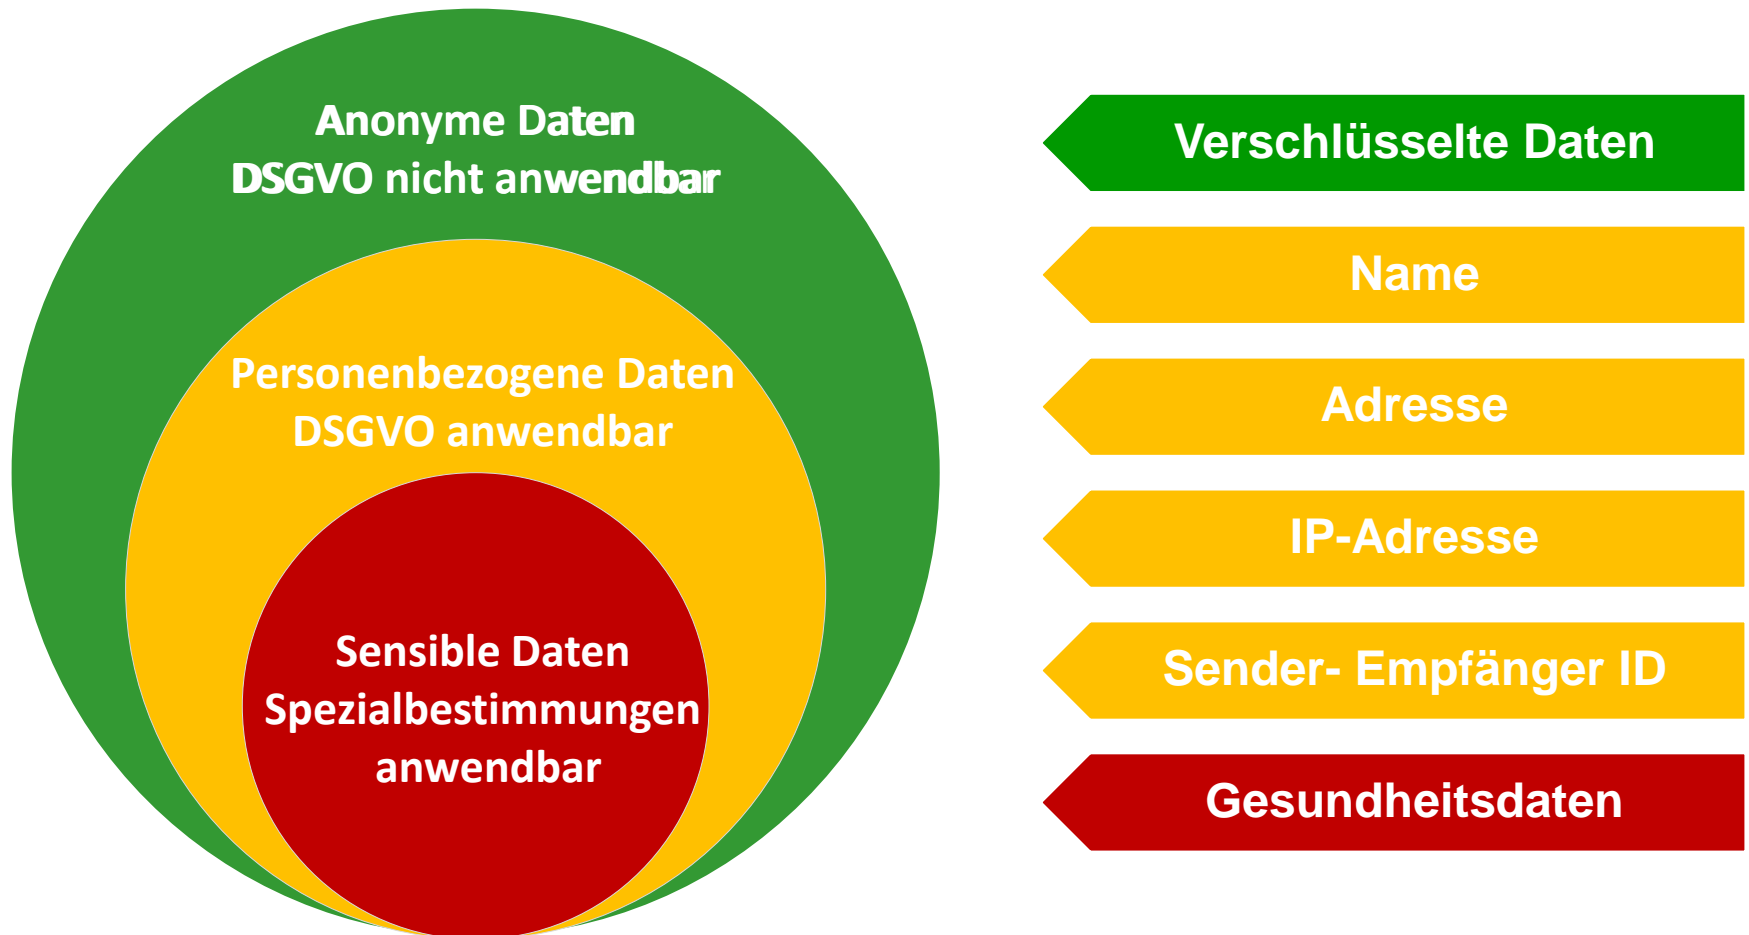 Anonyme Daten
DSGVO nicht anwendbar
Personenbezogene Daten
DSGVO anwendbar
Sensible Daten
Spezialbestimmungen
anwendbar
Verschlüsselte Daten
Name
Adresse
IP-Adresse
Sender- Empfänger ID
Gesundheitsdaten